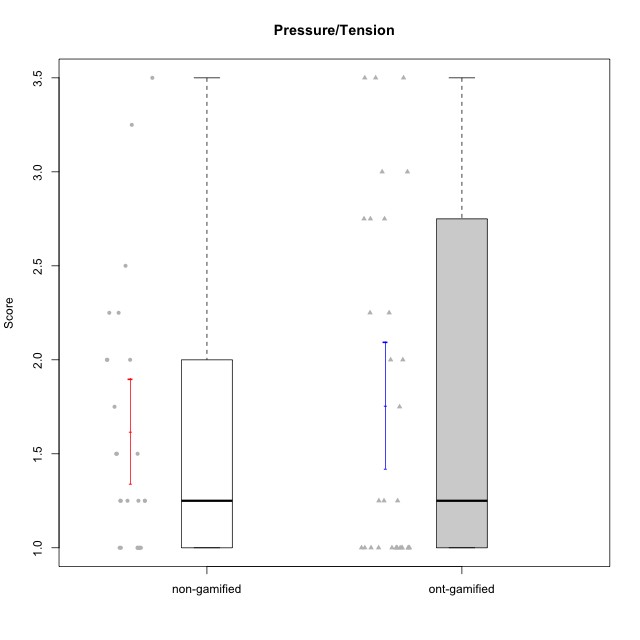 Pressure/Tension
Score
3.5
3.0
2.5
2.0
1.5
1.0
non-gamified
ont-gamified